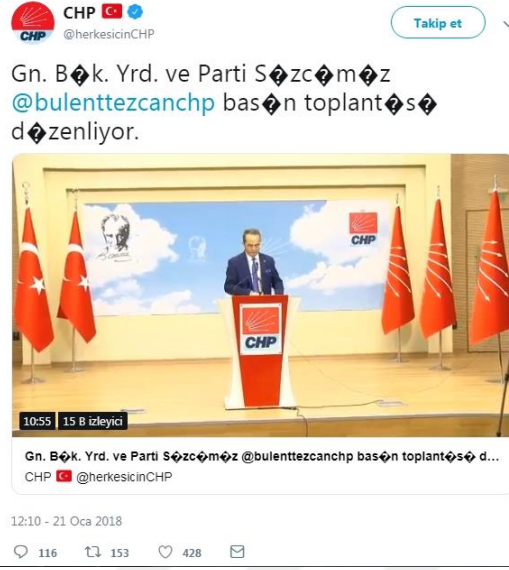 CHP
CHP 🇹🇷
@herkesicinCHP
Takip et
Gn. B�k. Yrd. ve Parti S�zc�m�z
@bulenttezcanchp bas�n toplant�s�
d�zenliyor.
CHP
CHP
10:55 15 B izleyici
Gn. B�k. Yrd. ve Parti S�zc�m�z @bulenttezcanchp bas�n toplant�s� d...
CHP 🇹🇷 @herkesicinCHP
12:10 - 21 Oca 2018
116 153 428